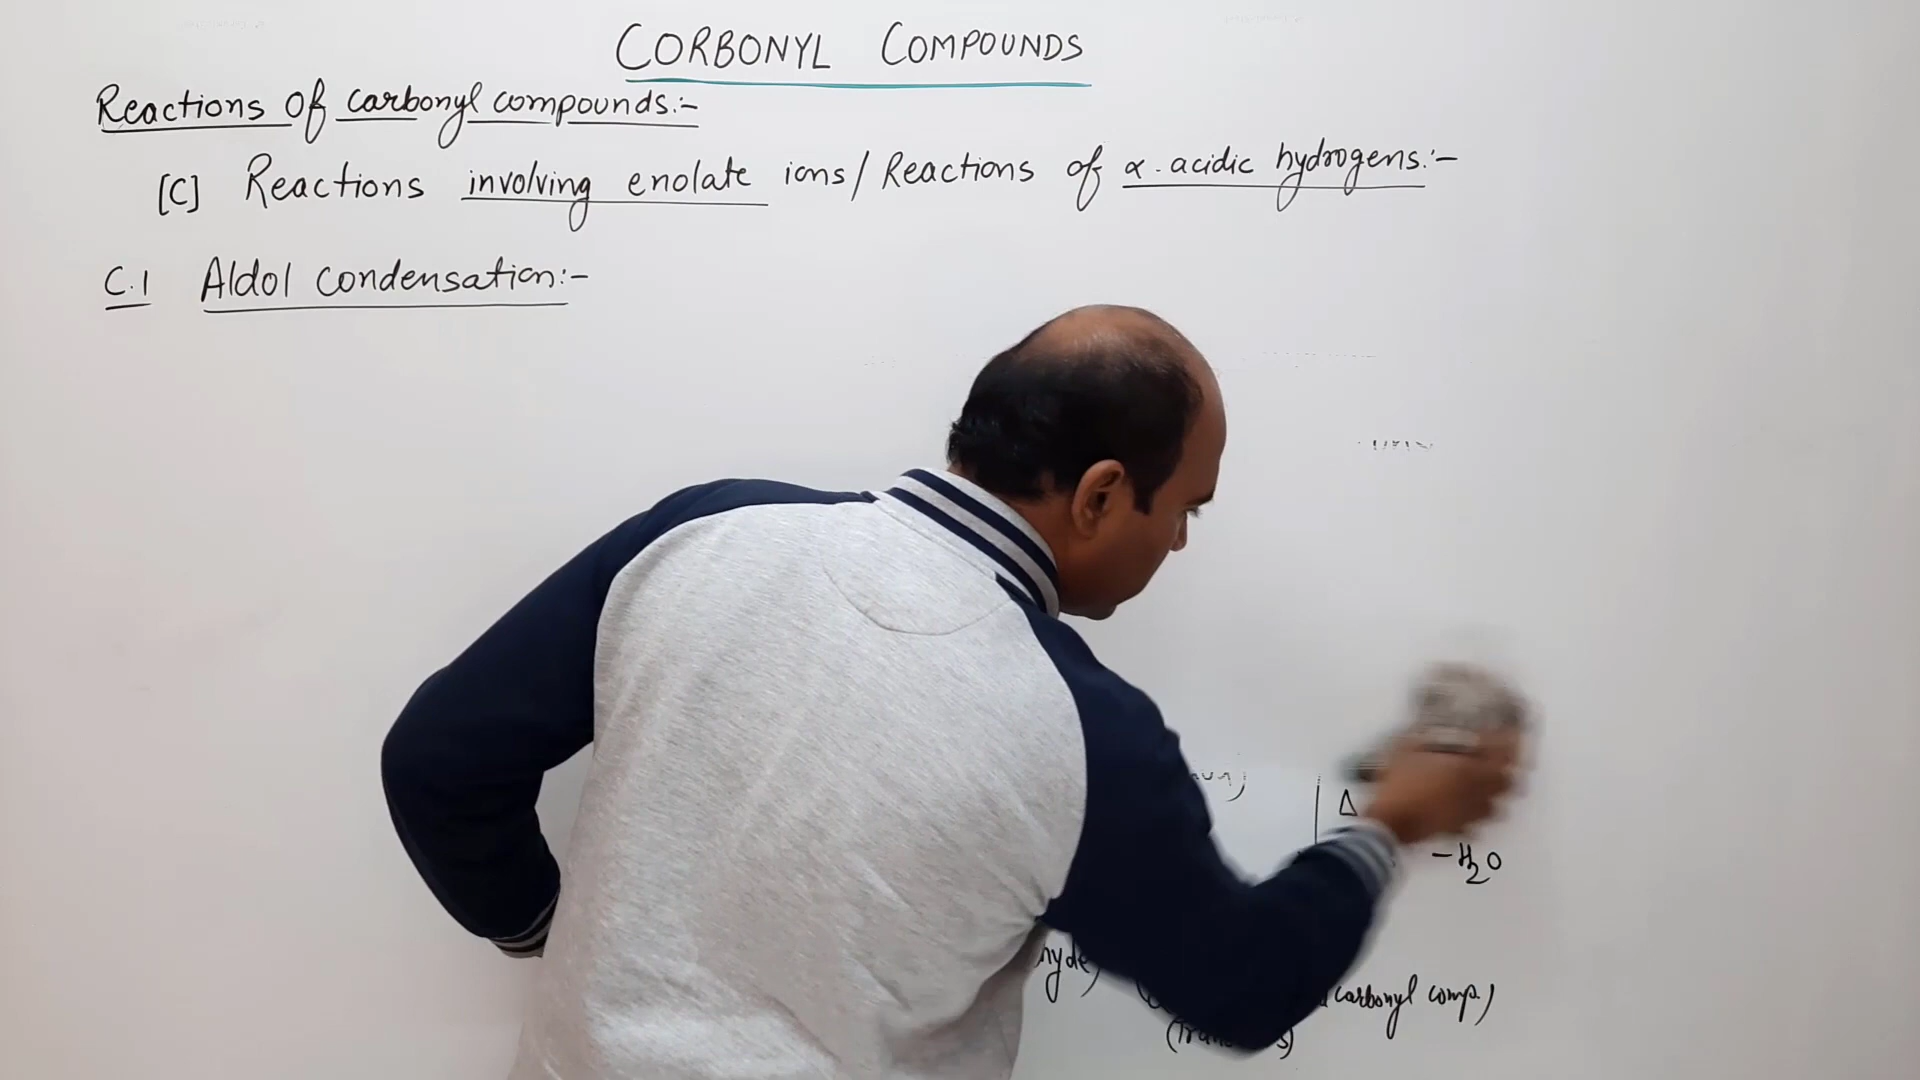 CORBONYL COMPOUNDS
Reactions Of carbonyl compounds:-
[C] Reactions involving enolate ions/Reactions of α-acidic hydrogens:-
C.1 Aldol condensation:-
Δ
-H2O
carbonyl comp.)